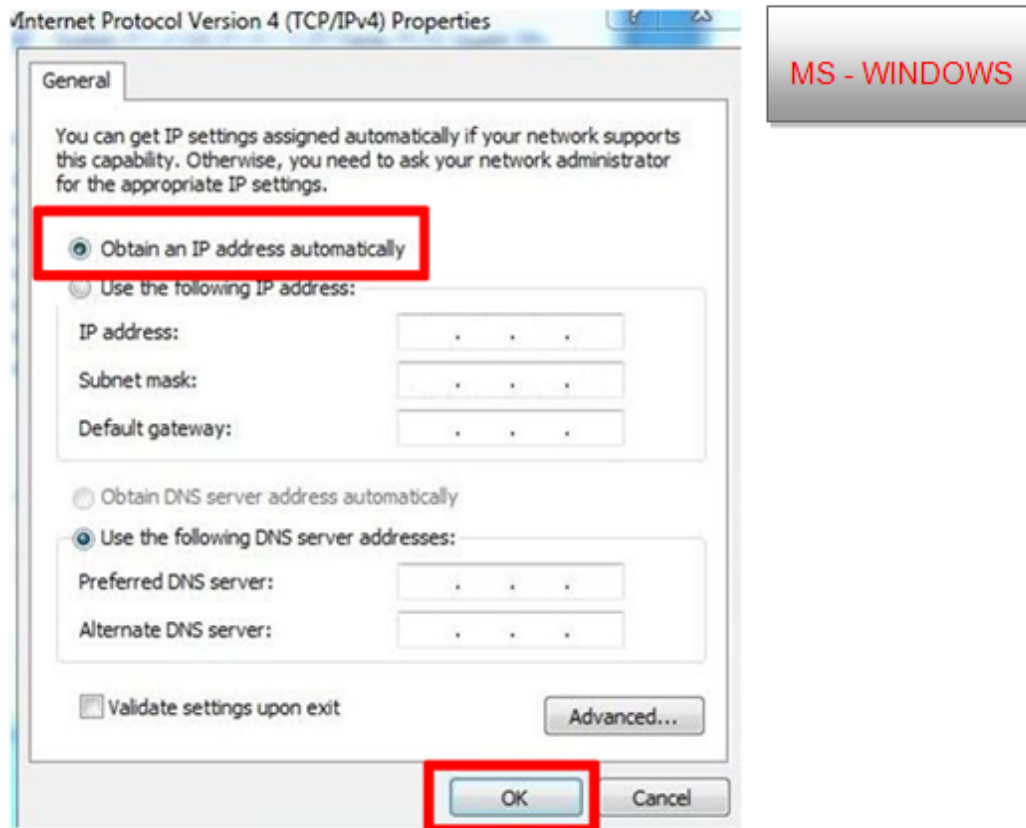 Internet Protocol Version 4 (TCP/IPv4) Properties
MS - WINDOWS
General
You can get IP settings assigned automatically if your network supports
this capability. Otherwise, you need to ask your network administrator
for the appropriate IP settings.
Obtain an IP address automatically
Use the following IP address:
IP address:
Subnet mask:
Default gateway:
Obtain DNS server address automatically
Use the following DNS server addresses:
Preferred DNS server:
Alternate DNS server:
Validate settings upon exit
Advanced...
OK
Cancel